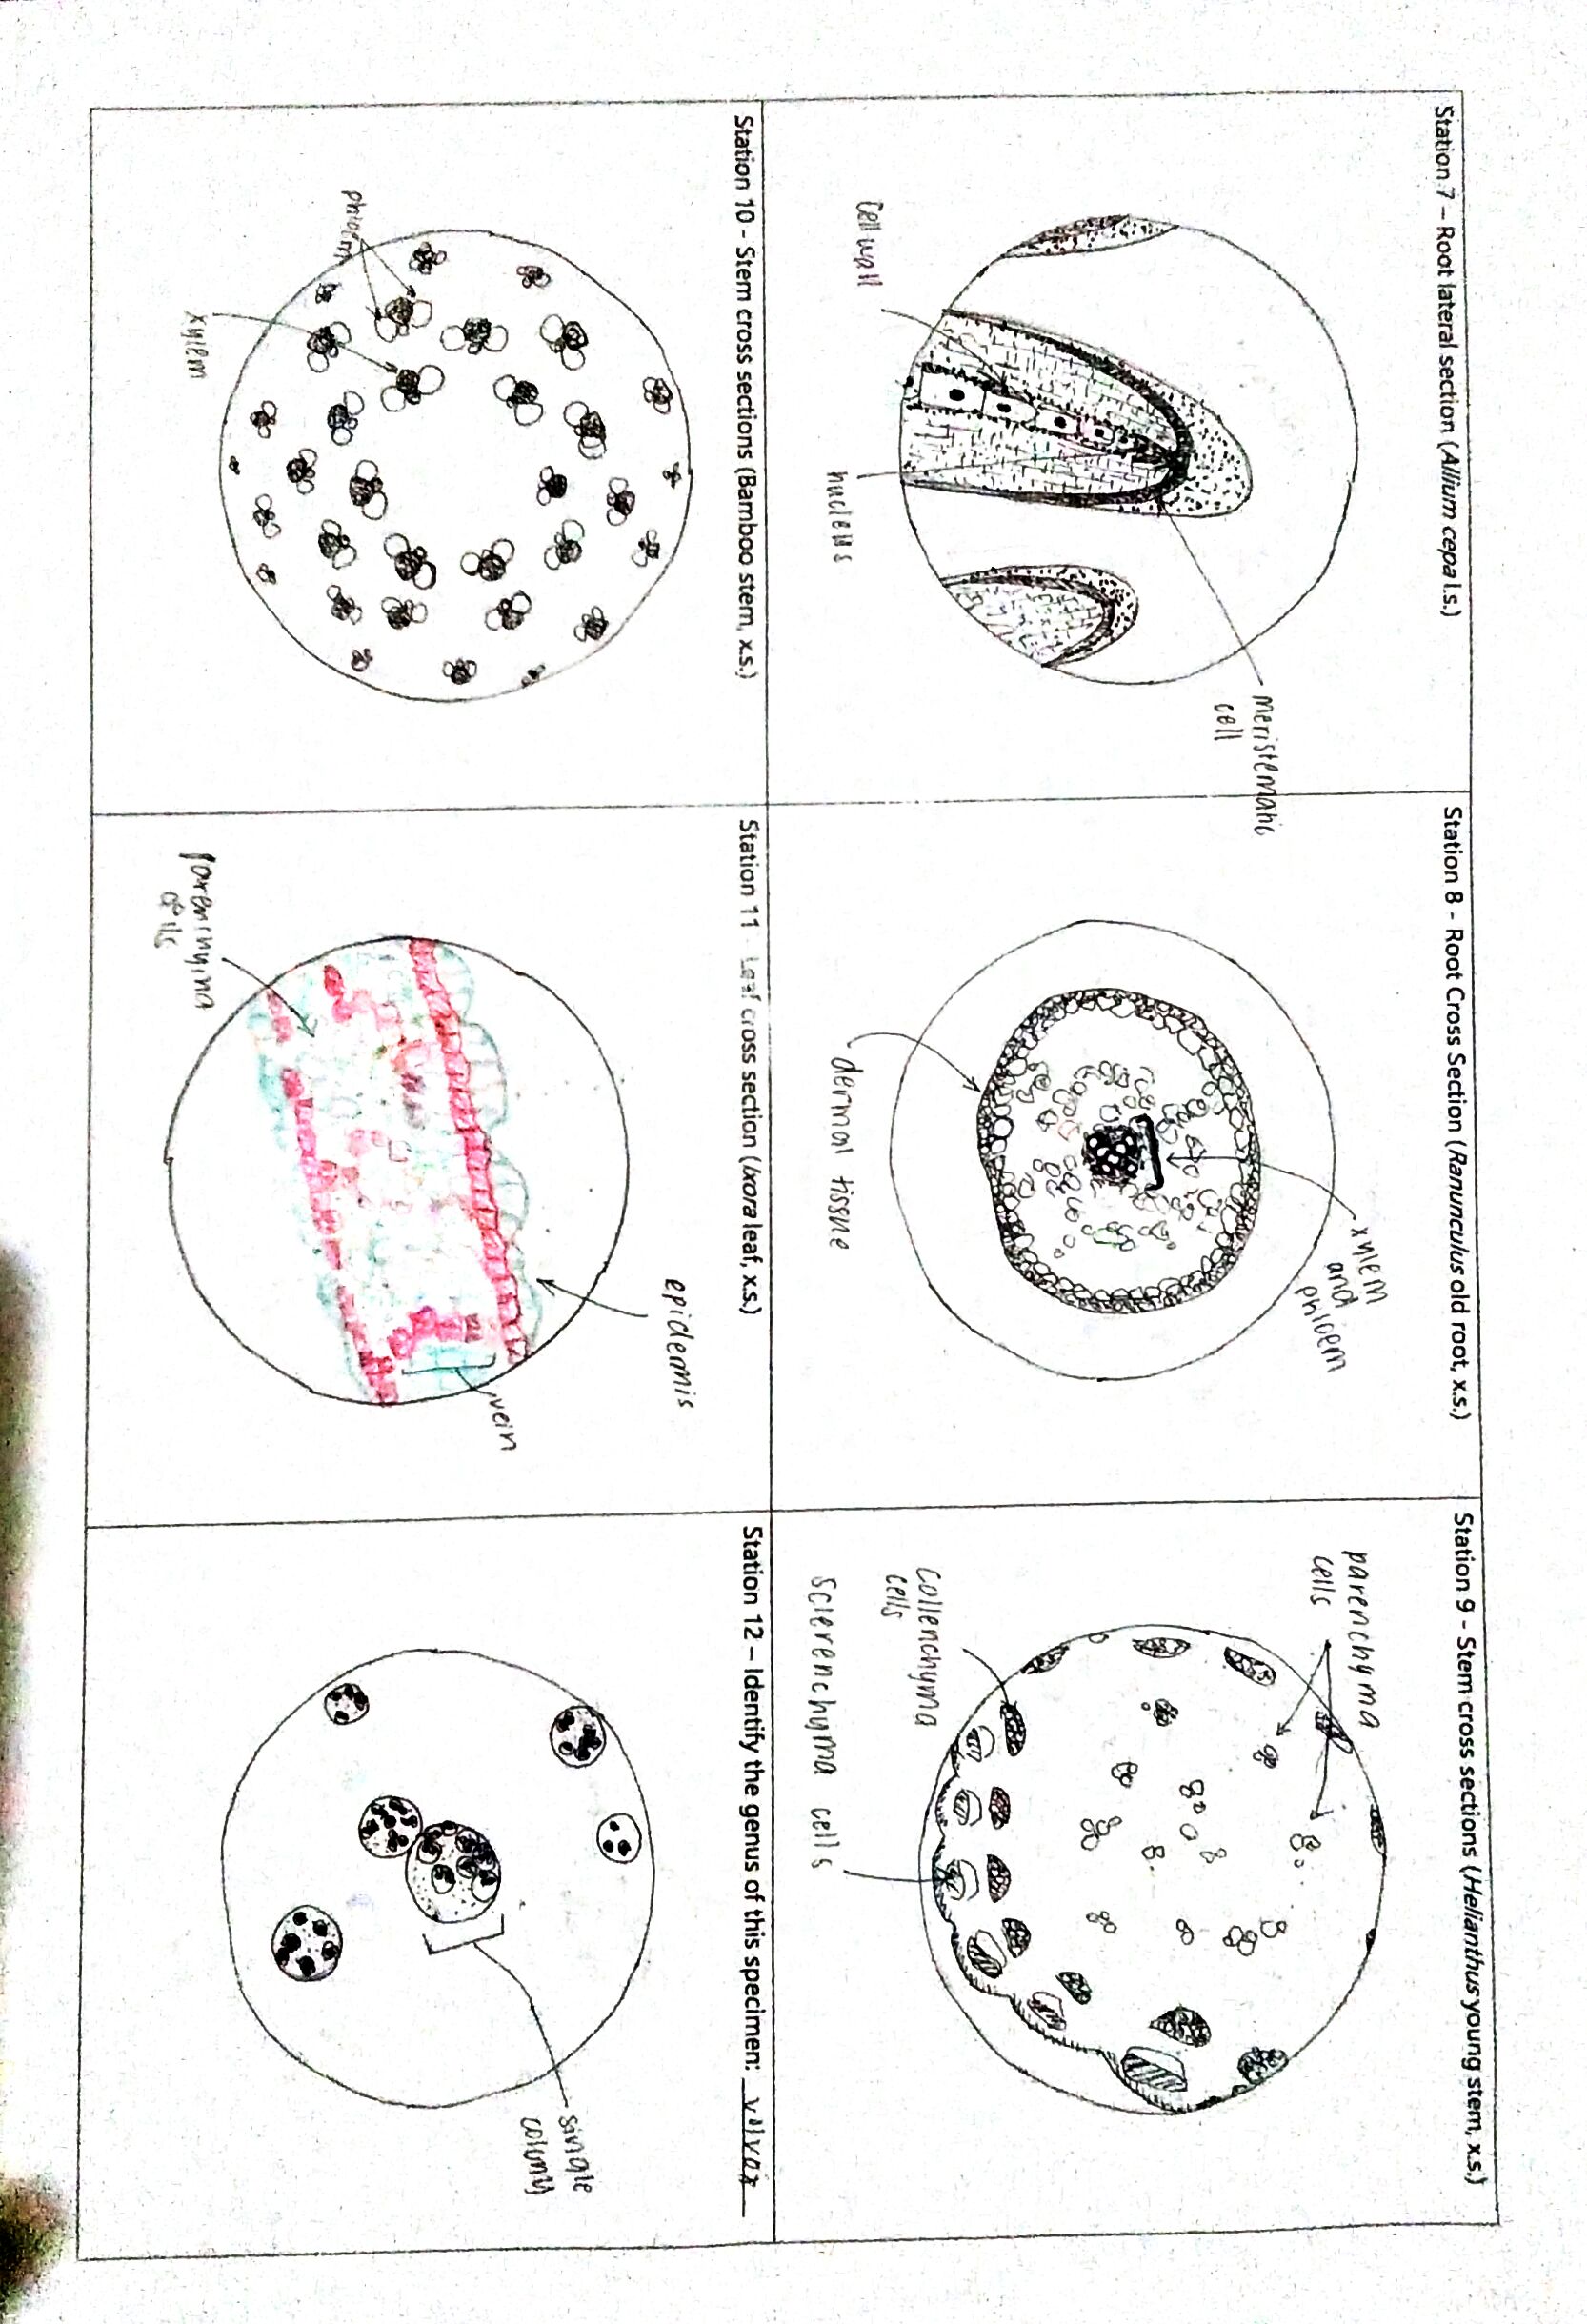 Station 7 – Root lateral section (Allium cepa l.s.)
cell wall
nucleus
meristematic
cell
Station 8 - Root Cross Section (Ranunculus old root, x.s.)
dermal tissue
xylem
and
phloem
Station 9 - Stem cross sections (Helianthus young stem, x.s.)
parenchyma
cells
collenchyma
cells
sclerenchyma cells
Station 10 - Stem cross sections (Bamboo stem, x.s.)
phloem
xylem
Station 11 - Leaf cross section (Ixora leaf, x.s.)
epidermis
vein
parenchyma
cells
Station 12 – Identify the genus of this specimen: volvox
single
colony